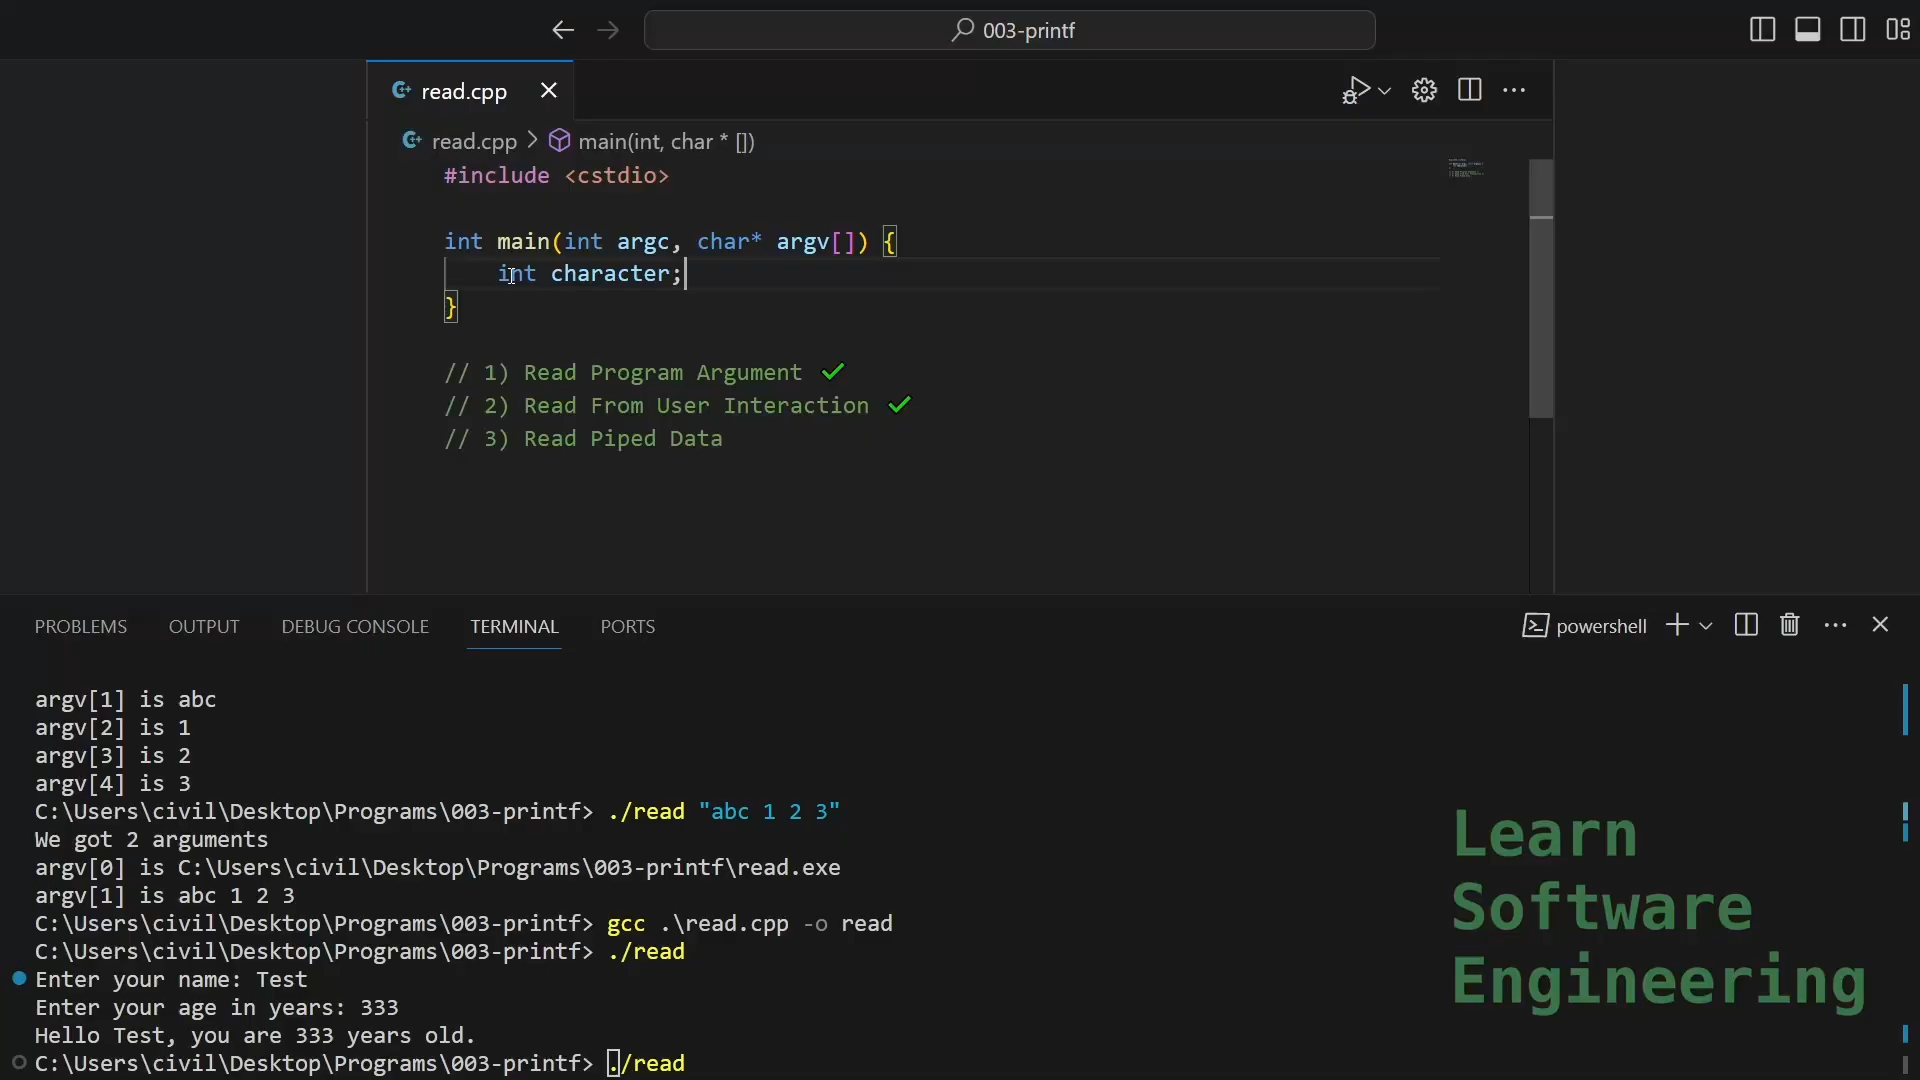 003-printf
read.cpp
read.cpp > main(int, char * [])
#include <cstdio>
int main(int argc, char* argv[]) {
    int character;
}
// 1) Read Program Argument ✓
// 2) Read From User Interaction ✓
// 3) Read Piped Data
PROBLEMS OUTPUT DEBUG CONSOLE TERMINAL PORTS powershell
argv[1] is abc
argv[2] is 1
argv[3] is 2
argv[4] is 3
C:\Users\civil\Desktop\Programs\003-printf> ./read "abc 1 2 3"
We got 2 arguments
argv[0] is C:\Users\civil\Desktop\Programs\003-printf\read.exe
argv[1] is abc 1 2 3
C:\Users\civil\Desktop\Programs\003-printf> gcc .\read.cpp -o read
C:\Users\civil\Desktop\Programs\003-printf> ./read
Enter your name: Test
Enter your age in years: 333
Hello Test, you are 333 years old.
C:\Users\civil\Desktop\Programs\003-printf> ./read
Learn
Software
Engineering